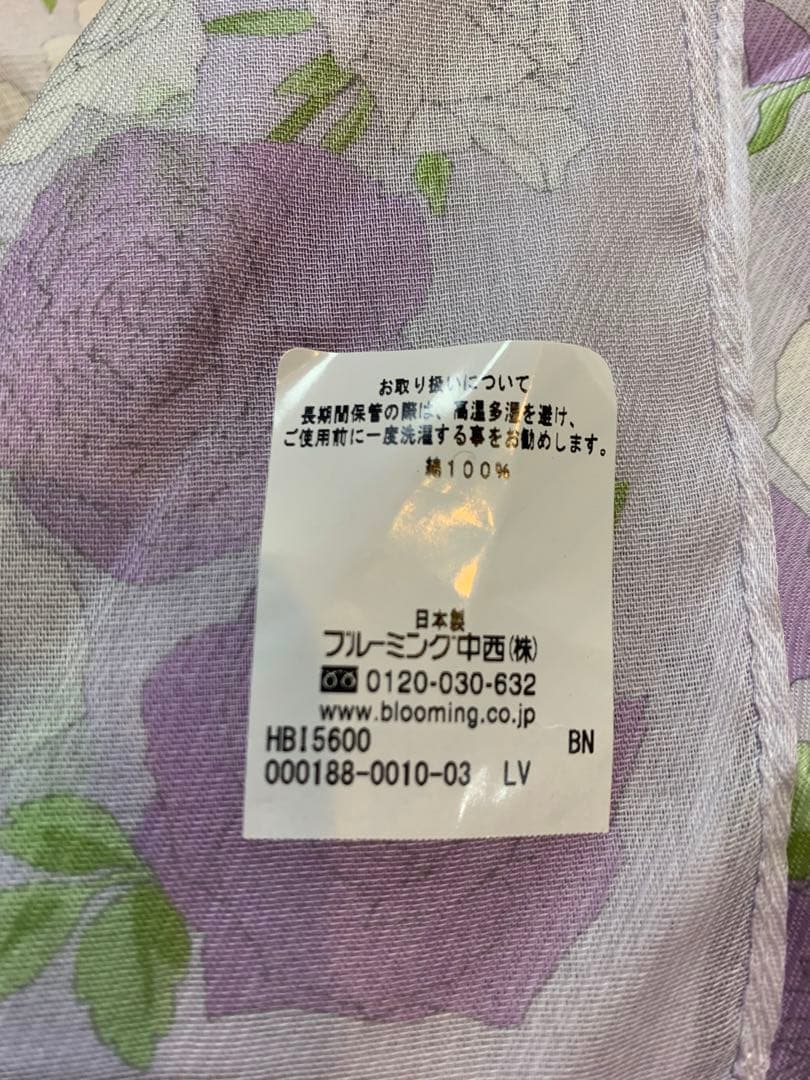 お取り扱いについて
長期間保管の際は、高温多湿を避け、
ご使用前に一度洗濯する事をお勧めします。
綿100%
日本製
ブルーミング中西(株)
0120-030-632
www.blooming.co.jp
HBI5600 BN
000188-0010-03 LV